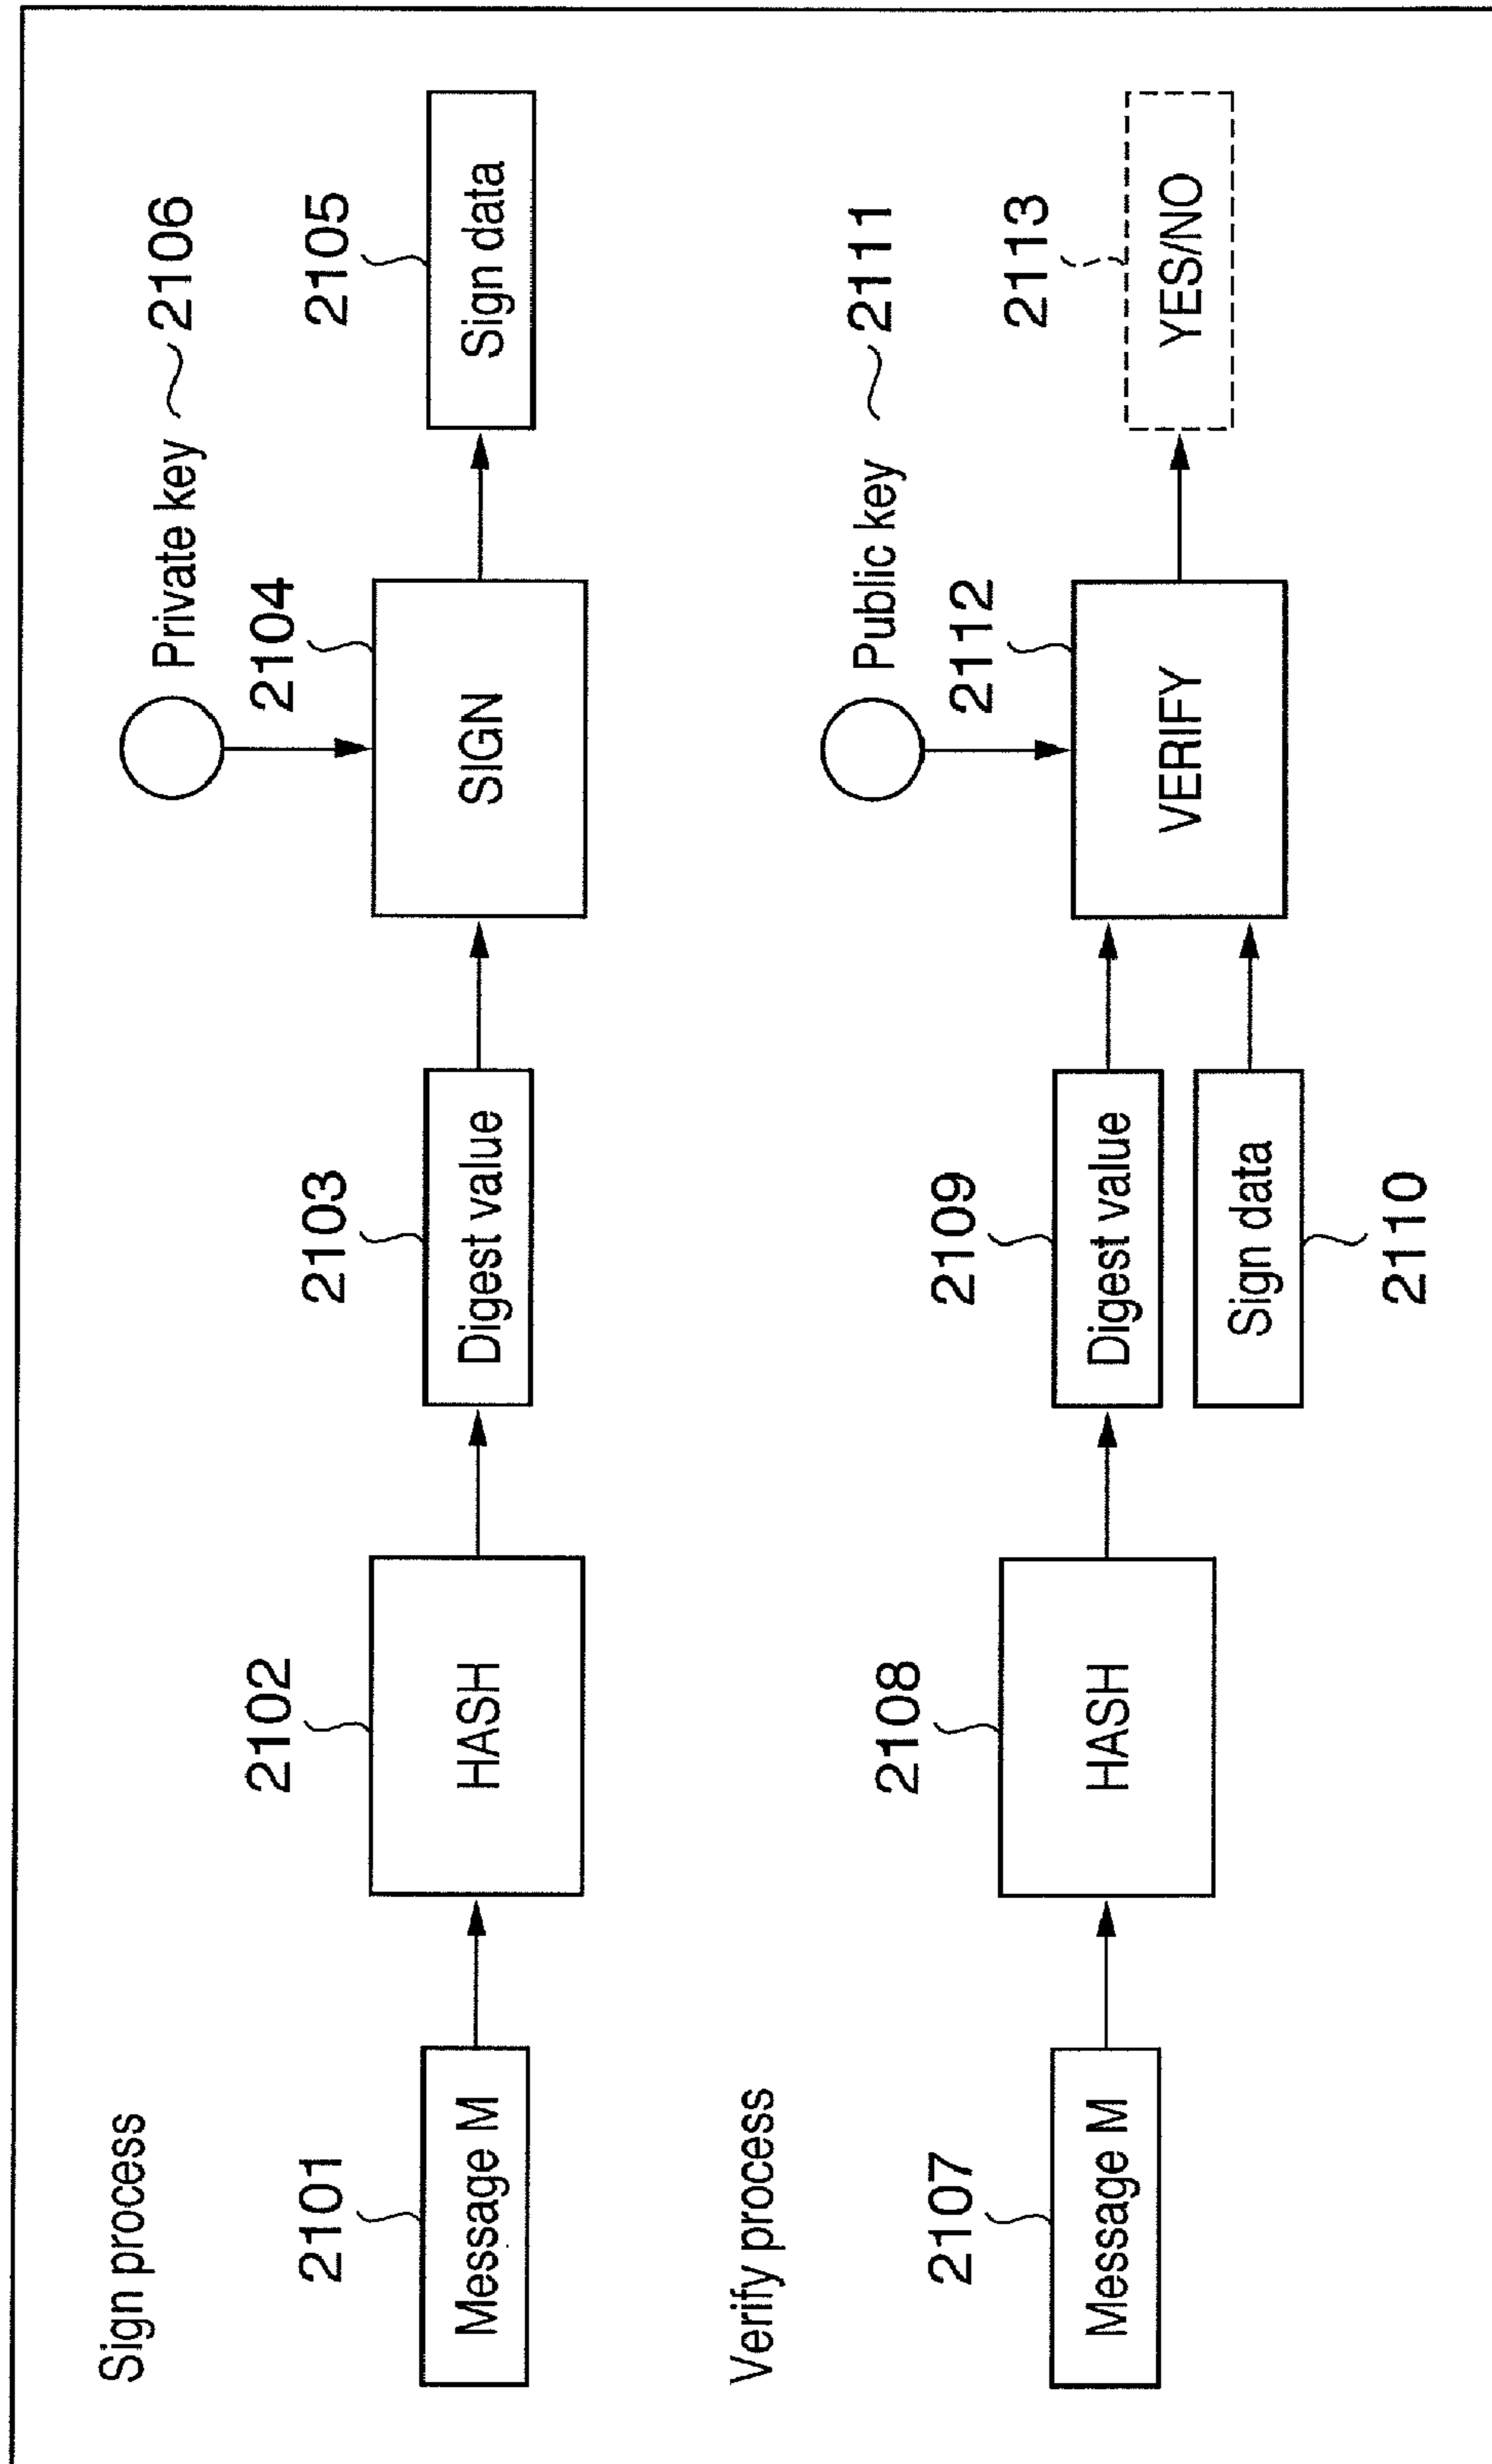 Sign process
Private key ~ 2106
2101
2102
2103
2104
2105
Message M
HASH
Digest value
SIGN
Sign data
Verify process
Public key ~ 2111
2107
2108
2109
2112
2113
Message M
HASH
Digest value
VERIFY
YES/NO
Sign data
2110